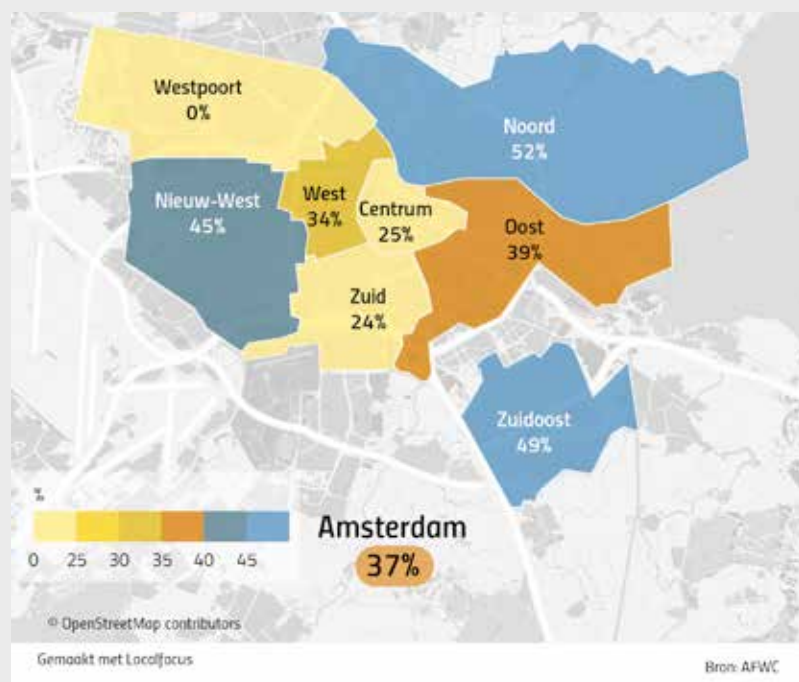 Westpoort
0%
Noord
52%
Nieuw-West
45%
West
34%
Centrum
25%
Oost
39%
Zuid
24%
Zuidoost
49%
%
0 25 30 35 40 45
Amsterdam
37%
© OpenStreetMap contributors
Gemaakt met Localfocus
Bron: AFWC